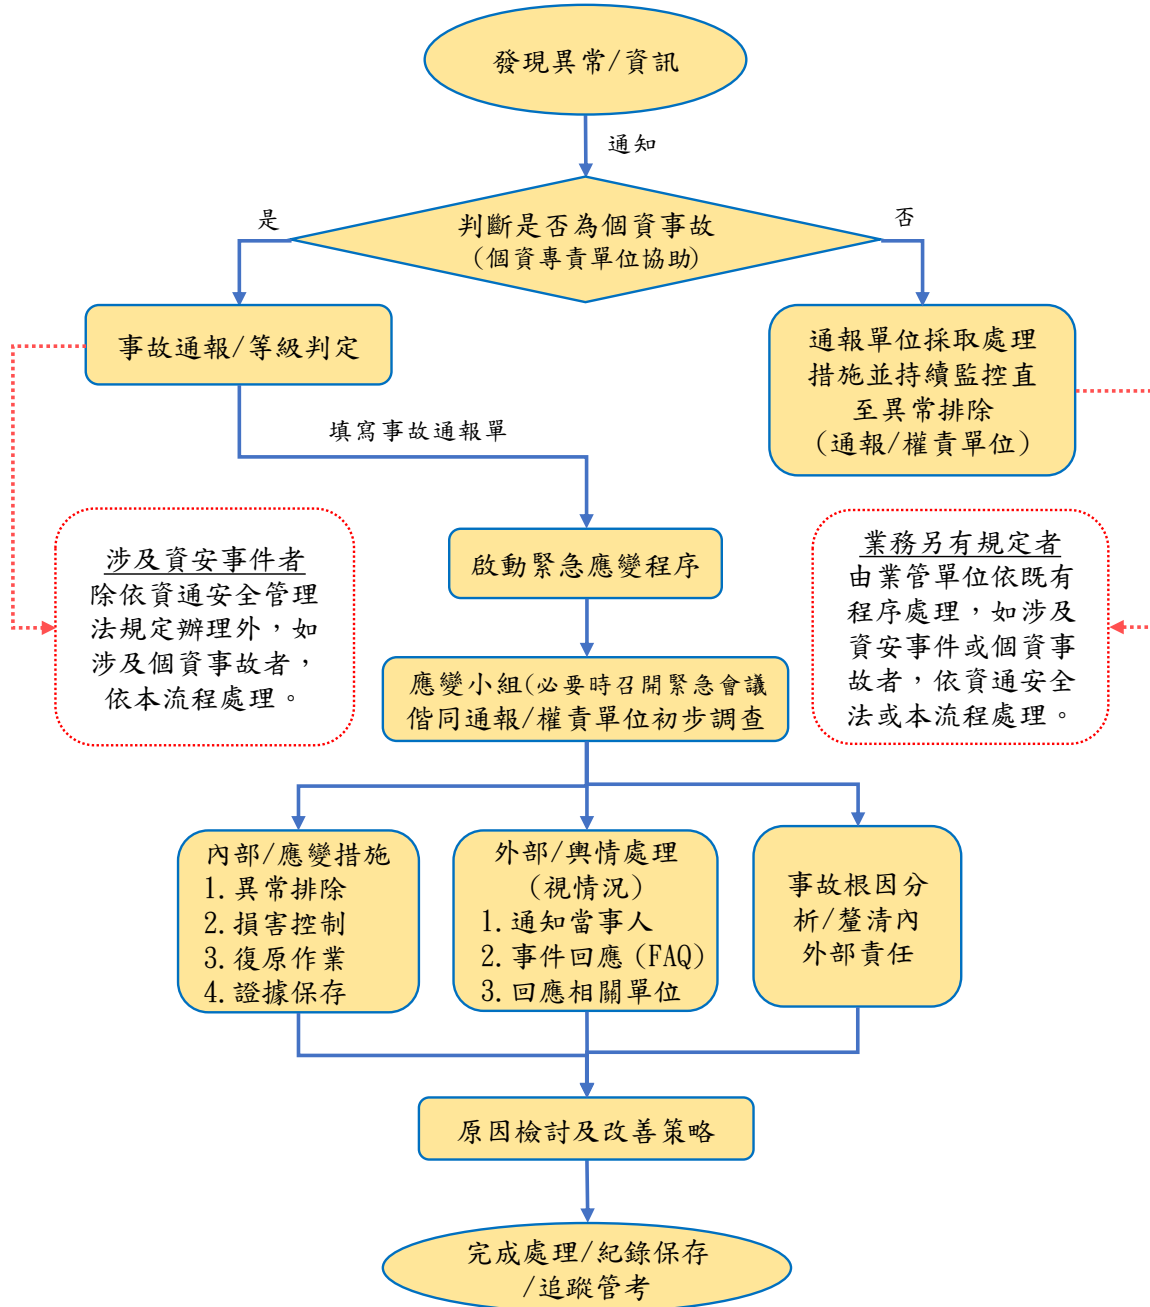 發現異常/資訊
通知
判斷是否為個資事故
(個資專責單位協助)
是
否
事故通報/等級判定
通報單位採取處理
措施並持續監控直
至異常排除
(通報/權責單位)
填寫事故通報單
涉及資安事件者
除依資通安全管理
法規定辦理外，如
涉及個資事故者，
依本流程處理。
啟動緊急應變程序
業務另有規定者
由業管單位依既有
程序處理，如涉及
資安事件或個資事
故者，依資通安全
法或本流程處理。
應變小組(必要時召開緊急會議
偕同通報/權責單位初步調查
內部/應變措施
1.異常排除
2.損害控制
3.復原作業
4.證據保存
外部/輿情處理
(視情況)
1.通知當事人
2.事件回應(FAQ)
3.回應相關單位
事故根因分
析/釐清內
外部責任
原因檢討及改善策略
完成處理/紀錄保存
/追蹤管考